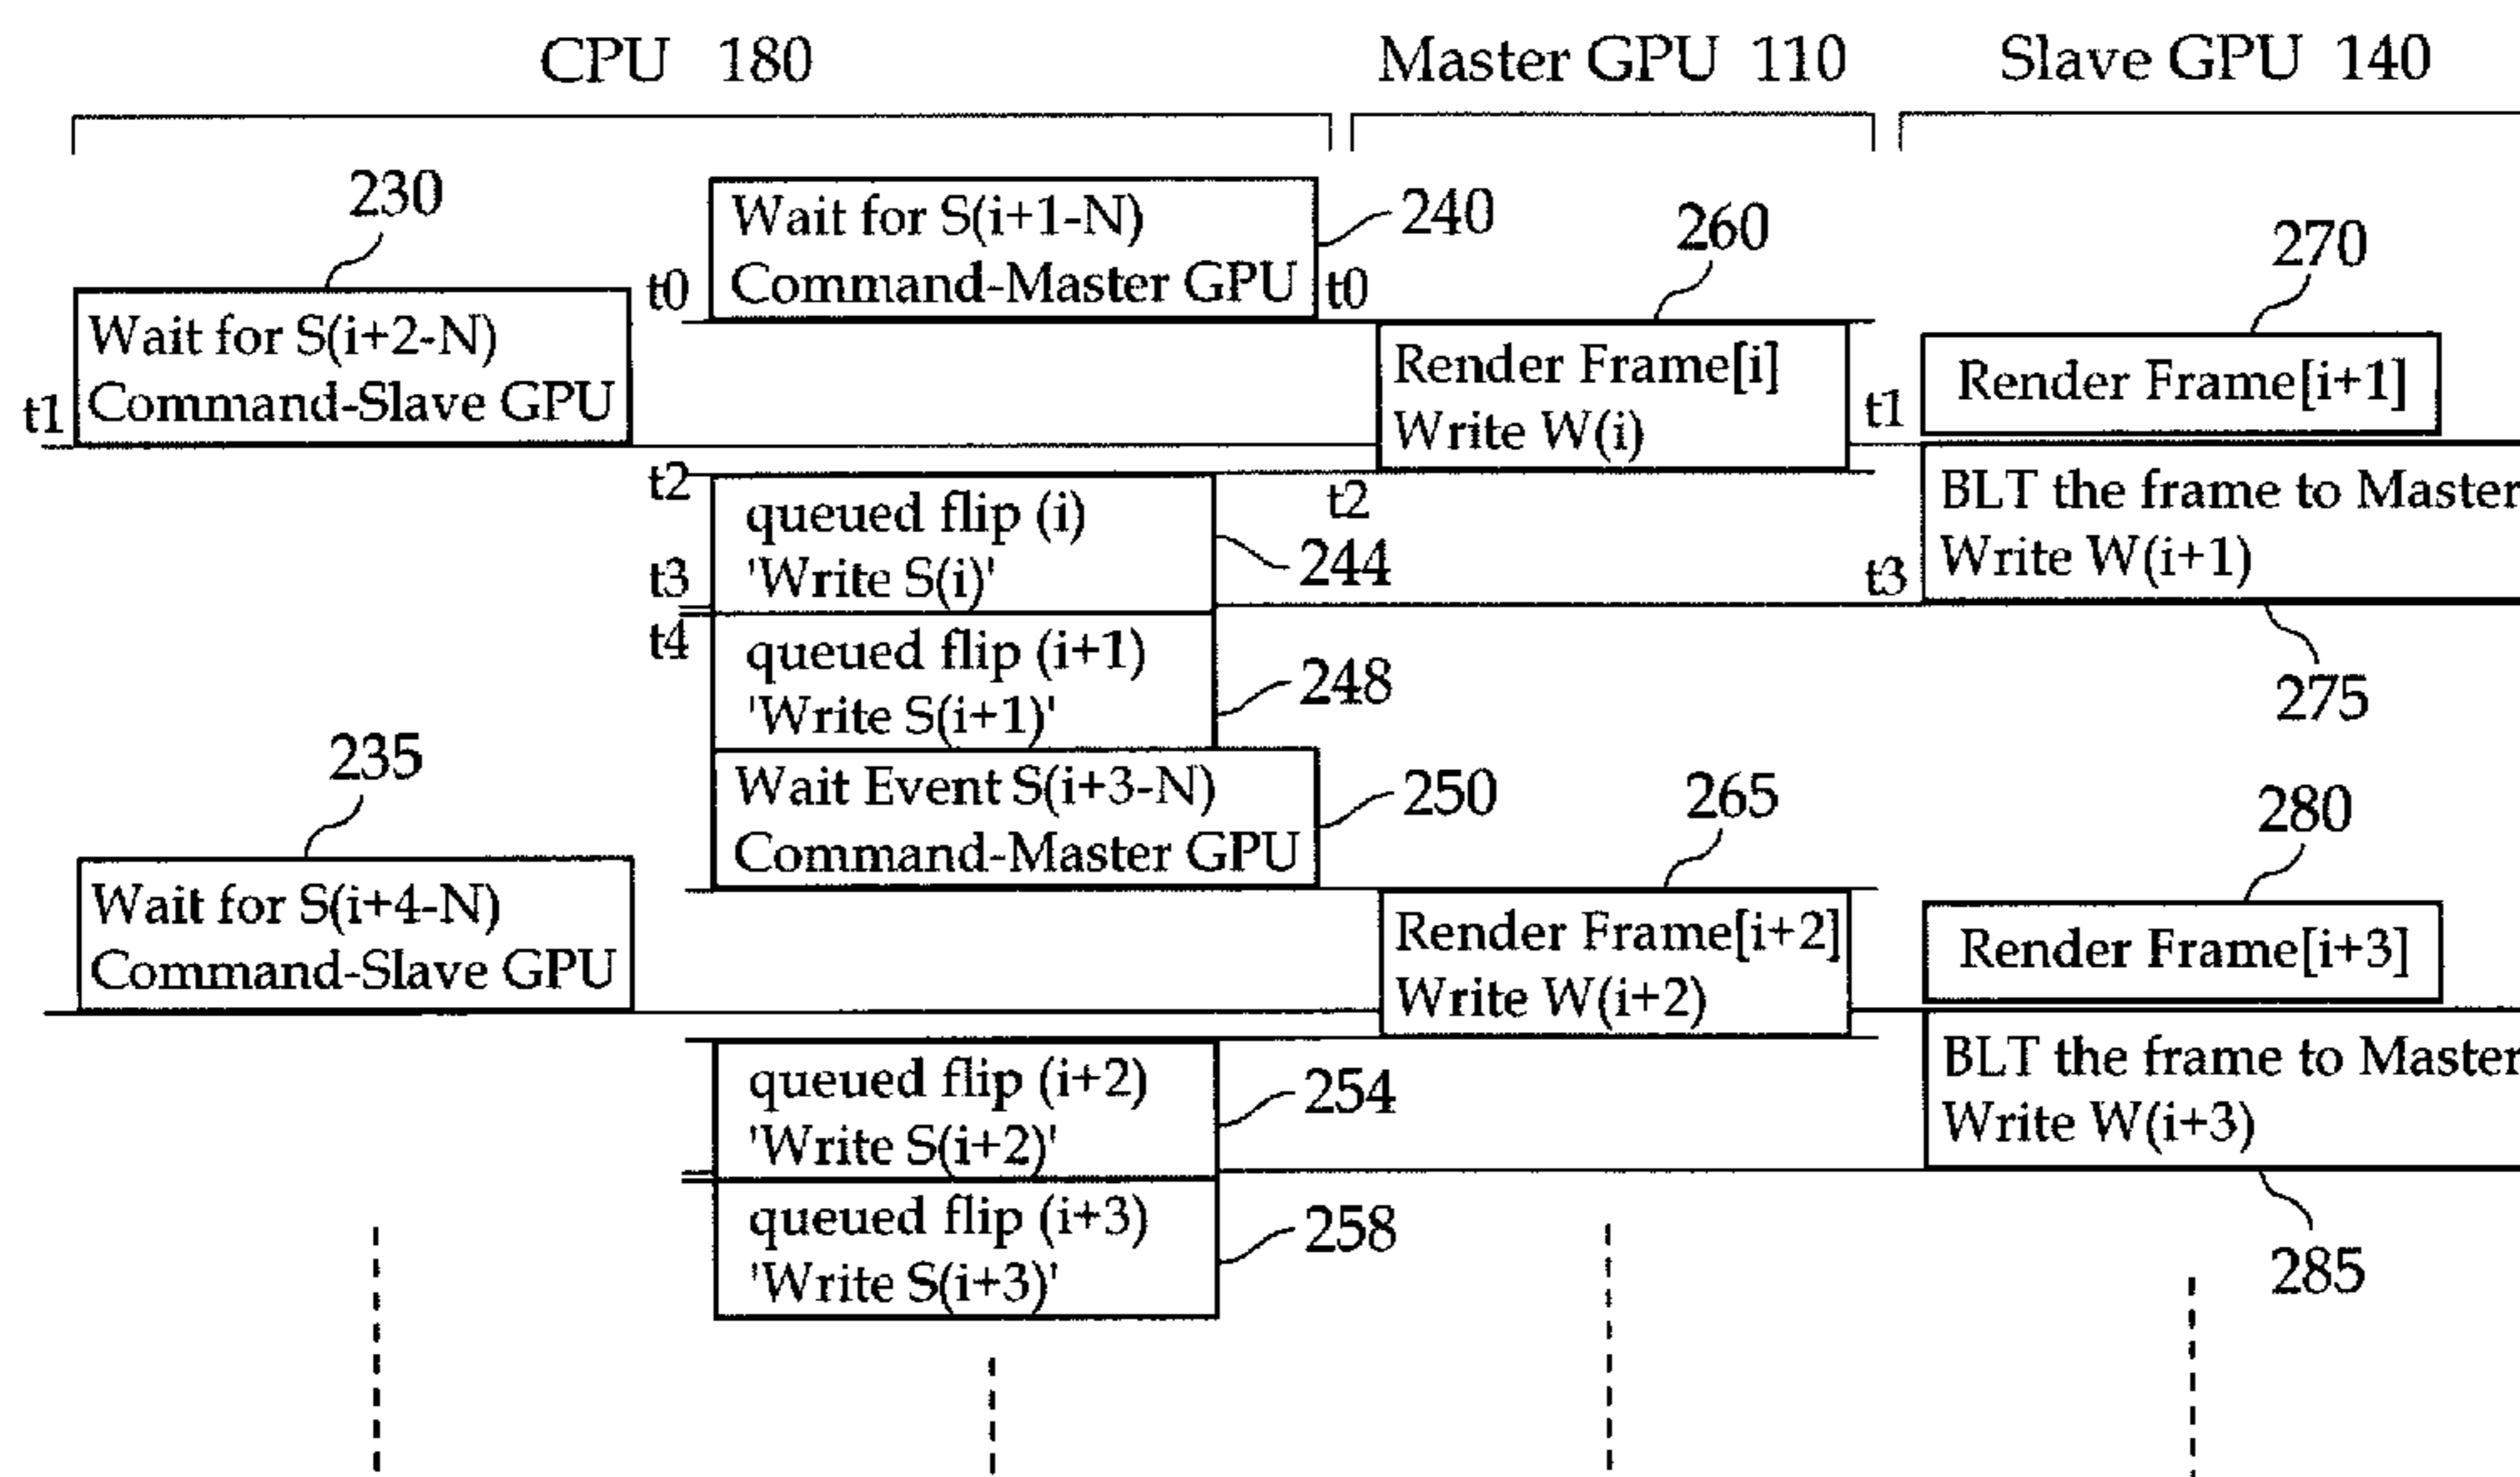 CPU 180
Master GPU 110
Slave GPU 140
230
240
260
270
Wait for S(i+1-N)
Command-Master GPU
t0
t0
Wait for S(i+2-N)
Command-Slave GPU
t1
Render Frame[i]
Write W(i)
t1
Render Frame[i+1]
t2
queued flip (i)
'Write S(i)'
t2
244
BLT the frame to Master
Write W(i+1)
t3
t3
t4
queued flip (i+1)
'Write S(i+1)'
248
275
235
Wait Event S(i+3-N)
Command-Master GPU
250
265
280
Wait for S(i+4-N)
Command-Slave GPU
Render Frame[i+2]
Write W(i+2)
Render Frame[i+3]
queued flip (i+2)
'Write S(i+2)'
254
BLT the frame to Master
Write W(i+3)
queued flip (i+3)
'Write S(i+3)'
258
285